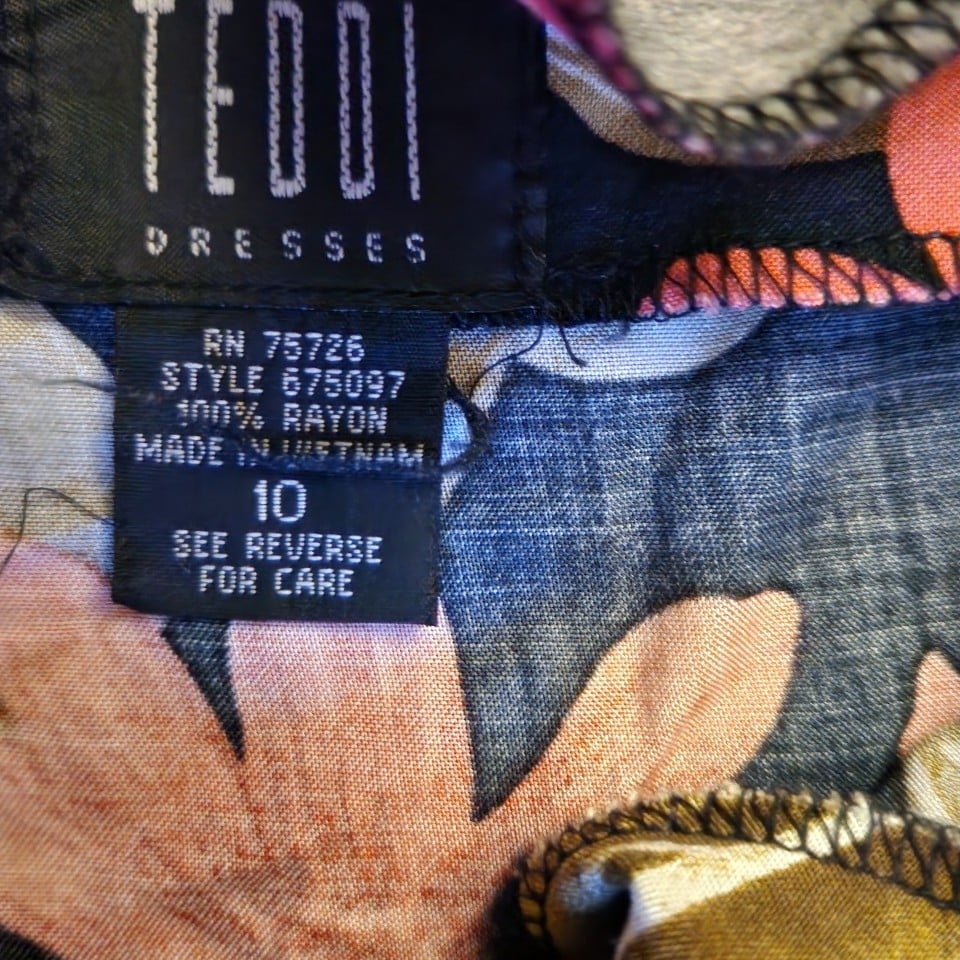 TEDDI
DRESSES
RN 75726
STYLE 675097
100% RAYON
MADE IN VIETNAM
10
SEE REVERSE
FOR CARE